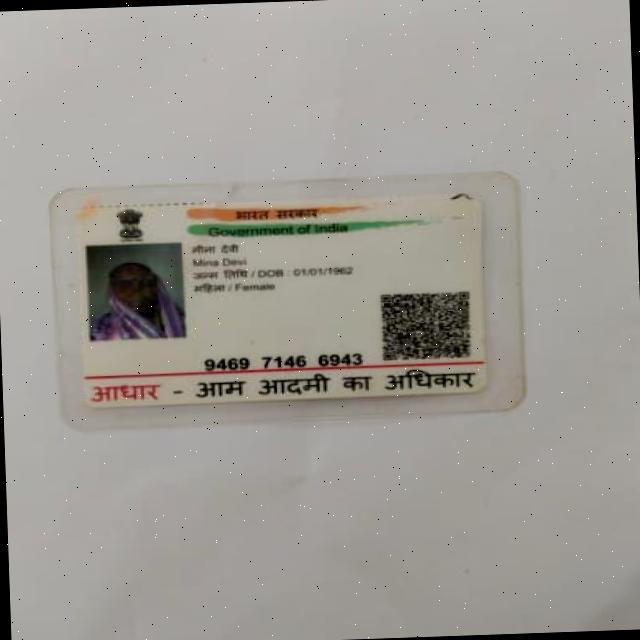 भारत सरकार
Government of India
मीना देवी
Mina Devi
जन्म तिथि / DOB : 01/01/1962
महिला / Female
9469 7146 6943
आधार - आम आदमी का अधिकार